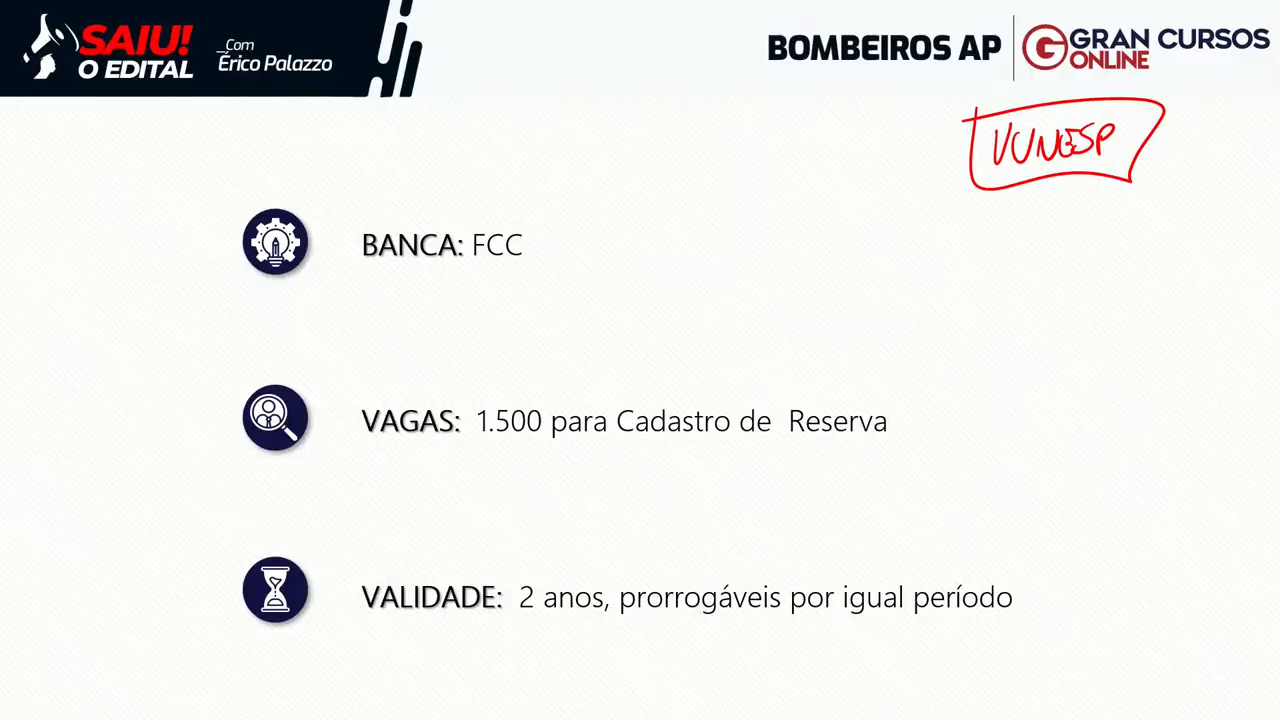 SAIU!
O EDITAL
_Com
Érico Palazzo
BOMBEIROS AP
GRAN CURSOS
ONLINE
VUNESP
BANCA: FCC
VAGAS: 1.500 para Cadastro de Reserva
VALIDADE: 2 anos, prorrogáveis por igual período